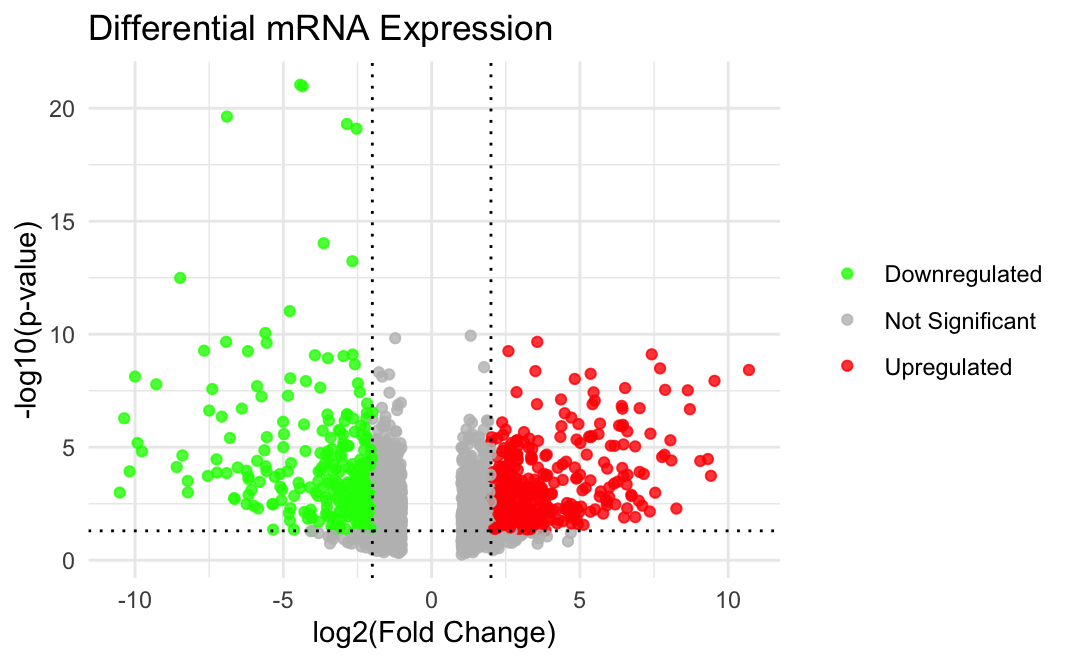 Differential mRNA Expression
-log10(p-value)
20
15
10
5
0
-10
-5
0
5
10
log2(Fold Change)
Downregulated
Not Significant
Upregulated